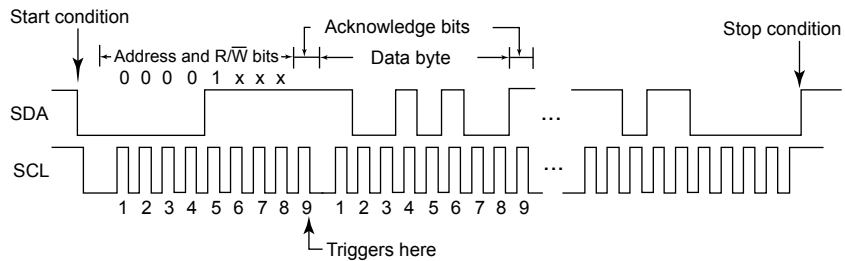 Start condition
Acknowledge bits
Stop condition
Address and R/W̅ bits
Data byte
0 0 0 0 1 x x x
SDA
...
SCL
...
1 2 3 4 5 6 7 8 9 1 2 3 4 5 6 7 8 9
Triggers here